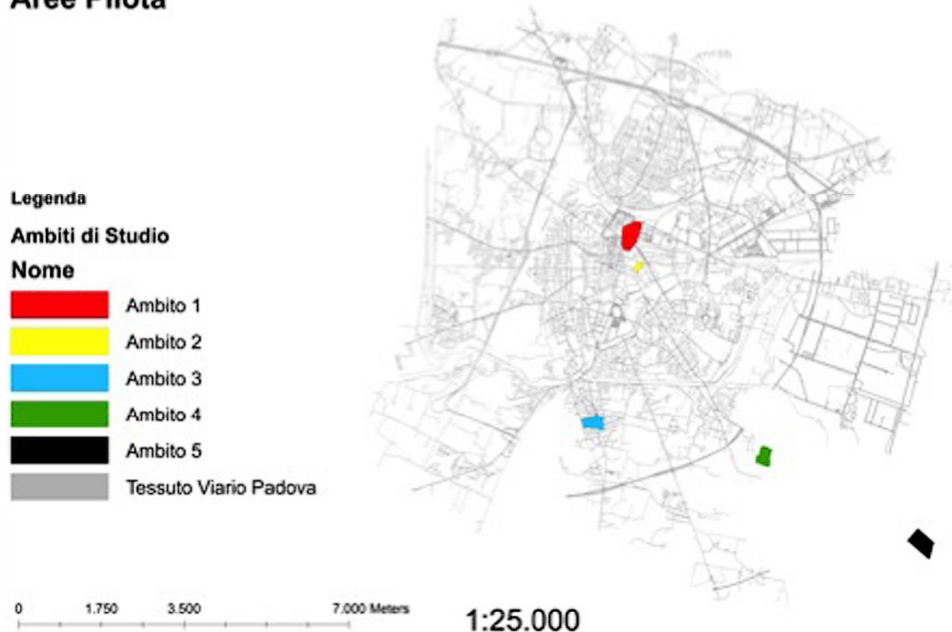 Aree Pilota
Legenda
Ambiti di Studio
Nome
Ambito 1
Ambito 2
Ambito 3
Ambito 4
Ambito 5
Tessuto Viario Padova
0 1.750 3.500 7.000 Meters
1:25.000